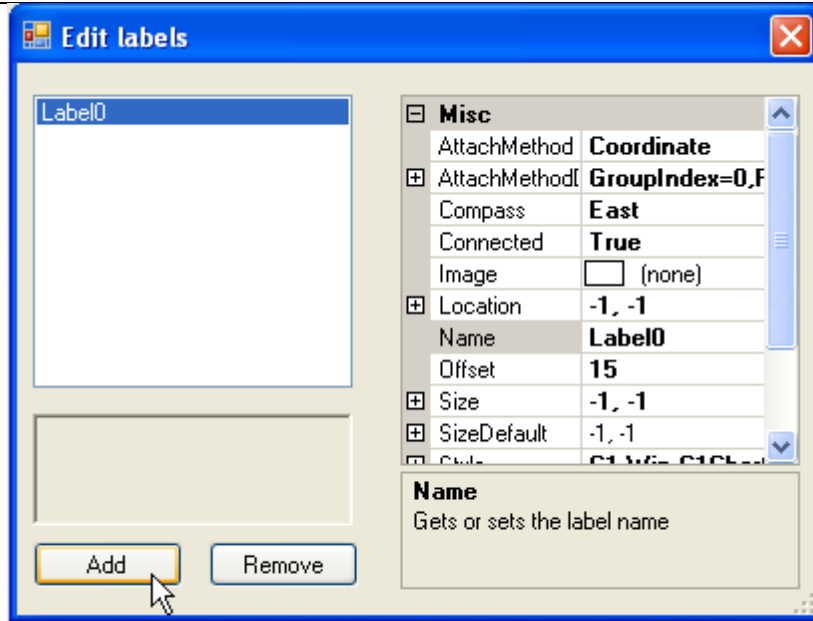 Edit labels
Label0
Misc
AttachMethod Coordinate
AttachMethodD GroupIndex=0,P
Compass East
Connected True
Image (none)
Location -1, -1
Name Label0
Offset 15
Size -1, -1
SizeDefault -1, -1
Name
Gets or sets the label name
Add Remove